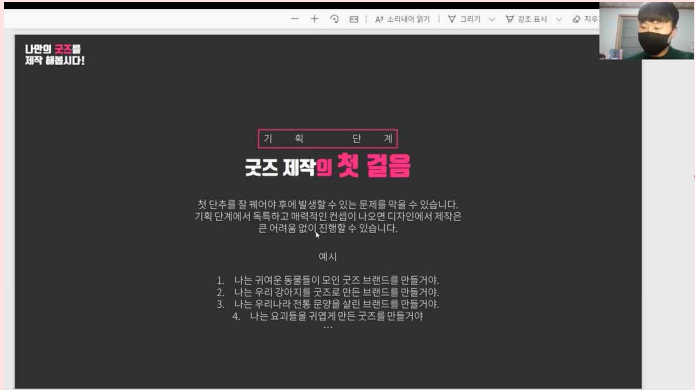 A 소리내어 읽기 그리기 강조 표시 지우
나만의 굿즈를
제작 해봅시다!
기 획 단 계
굿즈 제작의 첫 걸음
첫 단추를 잘 꿰어야 후에 발생할 수 있는 문제를 막을 수 있습니다.
기획 단계에서 독특하고 매력적인 컨셉이 나오면 디자인에서 제작은
큰 어려움 없이 진행할 수 있습니다.
예시
1. 나는 귀여운 동물들이 모인 굿즈 브랜드를 만들거야.
2. 나는 우리 강아지를 굿즈로 만든 브랜드를 만들거야.
3. 나는 우리나라 전통 문양을 살린 브랜드를 만들거야.
4. 나는 요괴들을 귀엽게 만든 굿즈를 만들거야
...